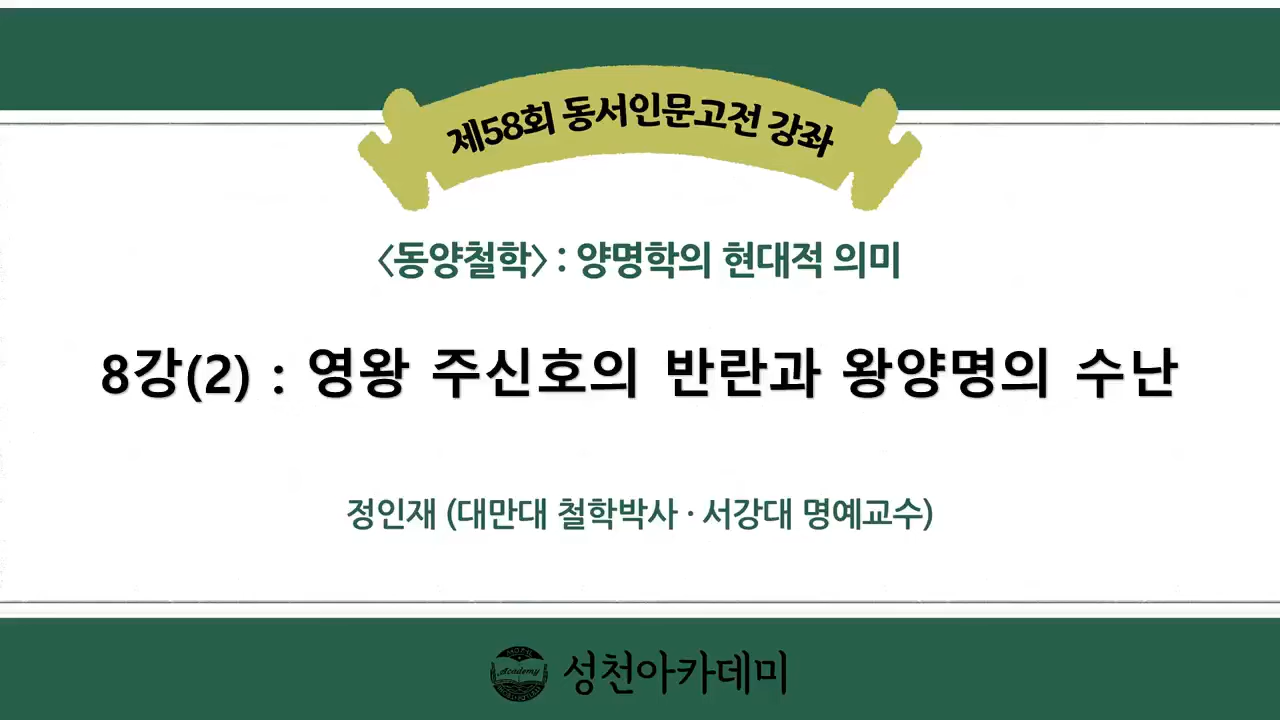 제58회 동서인문고전 강좌
<동양철학> : 양명학의 현대적 의미
8강(2) : 영왕 주신호의 반란과 왕양명의 수난
정인재 (대만대 철학박사 · 서강대 명예교수)
Academy
성천아카데미